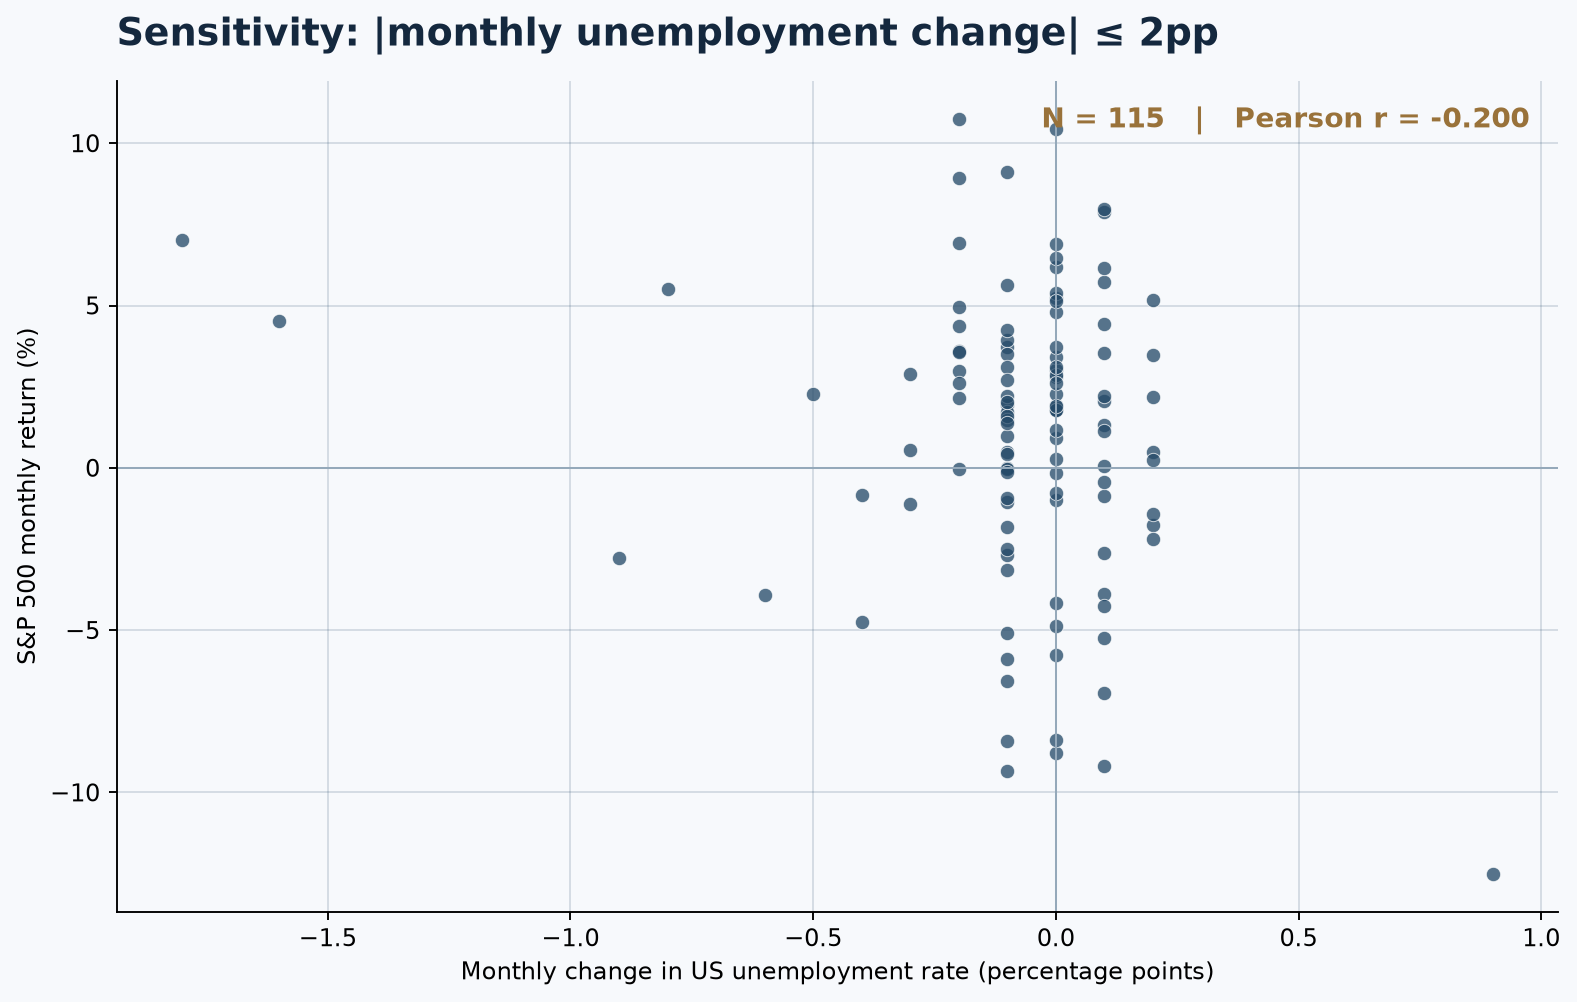 Sensitivity: |monthly unemployment change| ≤ 2pp
N = 115 | Pearson r = -0.200
S&P 500 monthly return (%)
10
5
0
−5
−10
−1.5
−1.0
−0.5
0.0
0.5
1.0
Monthly change in US unemployment rate (percentage points)